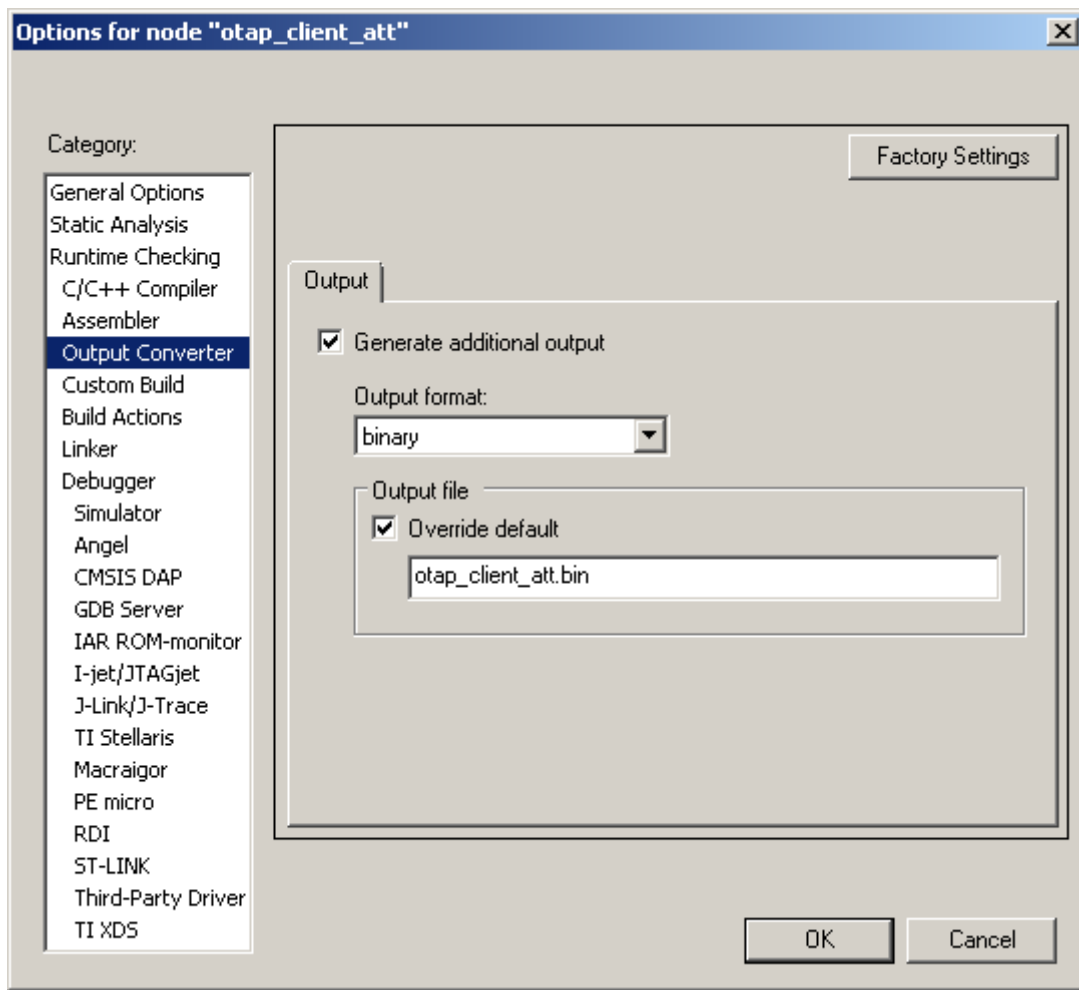 Options for node "otap_client_att"
Category:
Factory Settings
General Options
Static Analysis
Runtime Checking
C/C++ Compiler
Assembler
Output Converter
Custom Build
Build Actions
Linker
Debugger
Simulator
Angel
CMSIS DAP
GDB Server
IAR ROM-monitor
I-jet/JTAGjet
J-Link/J-Trace
TI Stellaris
Macraigor
PE micro
RDI
ST-LINK
Third-Party Driver
TI XDS
Output
Generate additional output
Output format:
binary
Output file
Override default
otap_client_att.bin
OK
Cancel